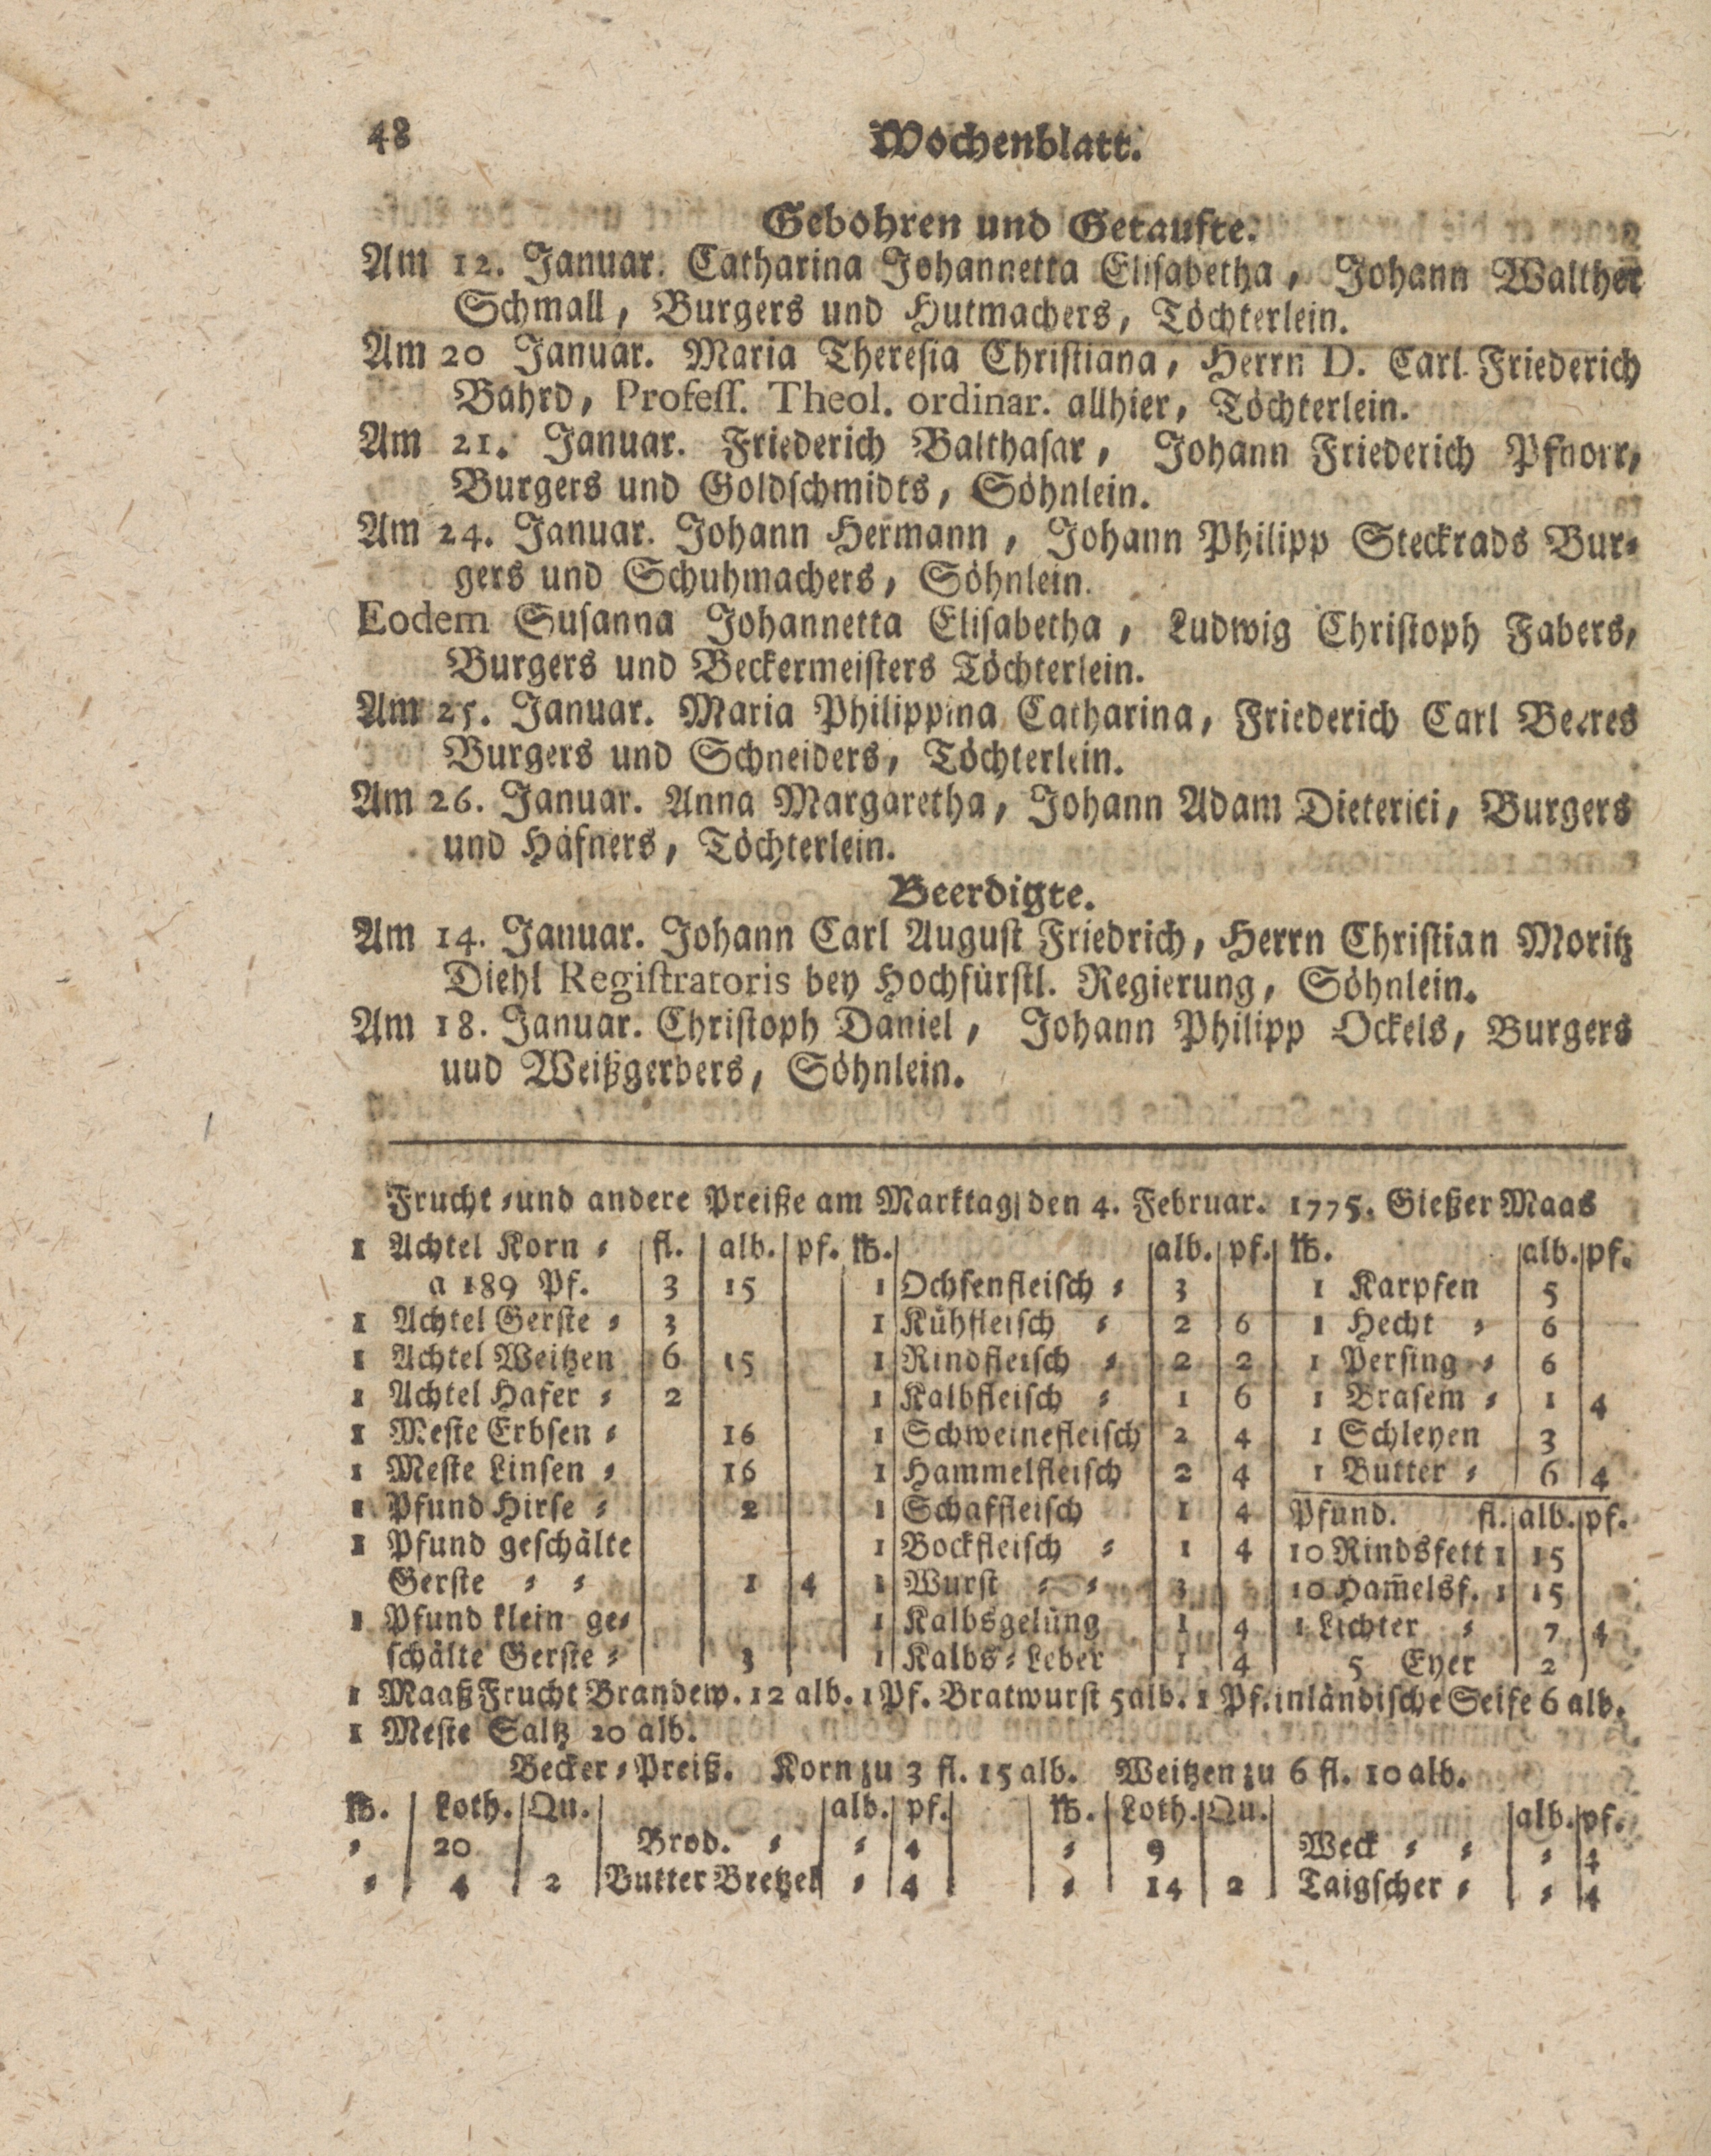 48 Wochenblatt.
Gebohren und Getaufte.
Am 12. Januar. Catharina Johannetta Elisabetha, Johann Walther
Schmall, Burgers und Hutmachers, Töchterlein.
Am 20 Januar. Maria Theresia Christiana, Herrn D. Carl Friederich
Bahrd, Profess. Theol. ordinar. allhier, Töchterlein.
Am 21. Januar. Friederich Balthasar, Johann Friederich Pfnorr,
Burgers und Goldschmidts, Söhnlein.
Am 24. Januar. Johann Hermann, Johann Philipp Steckrads Bur-
gers und Schuhmachers, Söhnlein.
Eodem Susanna Johannetta Elisabetha, Ludwig Christoph Fabers,
Burgers und Beckermeisters Töchterlein.
Am 25. Januar. Maria Philippina Catharina, Friederich Carl
Burgers und Schneiders, Töchterlein.
Am 26. Januar. Anna Margaretha, Johann Adam Dieterici, Burgers
und Häfners, Töchterlein.
Beerdigte.
Am 14. Januar. Johann Carl August Friedrich, Herrn Christian Moritz
Diehl Registratoris bey Hochfürstl. Regierung, Söhnlein.
Am 18. Januar. Christoph Daniel, Johann Philipp Ockels, Burgers
uud Weißgerbers, Söhnlein.
Frucht-und andere Preiße am Marktag den 4. Februar. 1775. Gießer Maas
1 Achtel Korn - fl. alb. pf. ℔. alb. pf. ℔. alb. pf.
a 189 Pf. 3 15 1 Ochsenfleisch - 3 1 Karpfen 5
1 Achtel Gerste - 3 1 Kühfleisch - 2 6 1 Hecht - 6
1 Achtel Weitzen 6 15 1 Rindfleisch - 2 2 1 Persing - 6
1 Achtel Hafer - 2 1 Kalbfleisch - 1 6 1 Brasem - 1 4
1 Meste Erbsen - 16 1 Schweinefleisch 2 4 1 Schleyen 3
1 Meste Linsen - 16 1 Hammelfleisch 2 4 1 Butter - 6 4
1 Pfund Hirse - 2 1 Schaffleisch 1 4 Pfund. fl. alb. pf.
1 Pfund geschälte 1 Bockfleisch - 1 4 10 Rindsfett 1 15
Gerste - - 1 4 1 Wurst - - 3 10 Ham̄elsf. 1 15
1 Pfund klein ge- 1 Kalbsgelüng 1 4 1 Lichter - 7 4
schälte Gerste - 3 1 Kalbs-Leber 1 4 5 Eyer 2
1 Maaß Frucht Brandew. 12 alb. 1 Pf. Bratwurst 5 alb. 1 Pf. inländische Seife 6 alb.
1 Meste Saltz 20 alb.
Becker-Preiß. Korn zu 3 fl. 15 alb. Weitzen zu 6 fl. 10 alb.
℔. Loth. Qu. alb. pf. ℔. Loth. Qu. alb. pf.
- 20 Brod. - - 4 - 9 Weck - - - 4
- 4 2 Butter Bretzel - 4 - 14 2 Taigscher - - 4